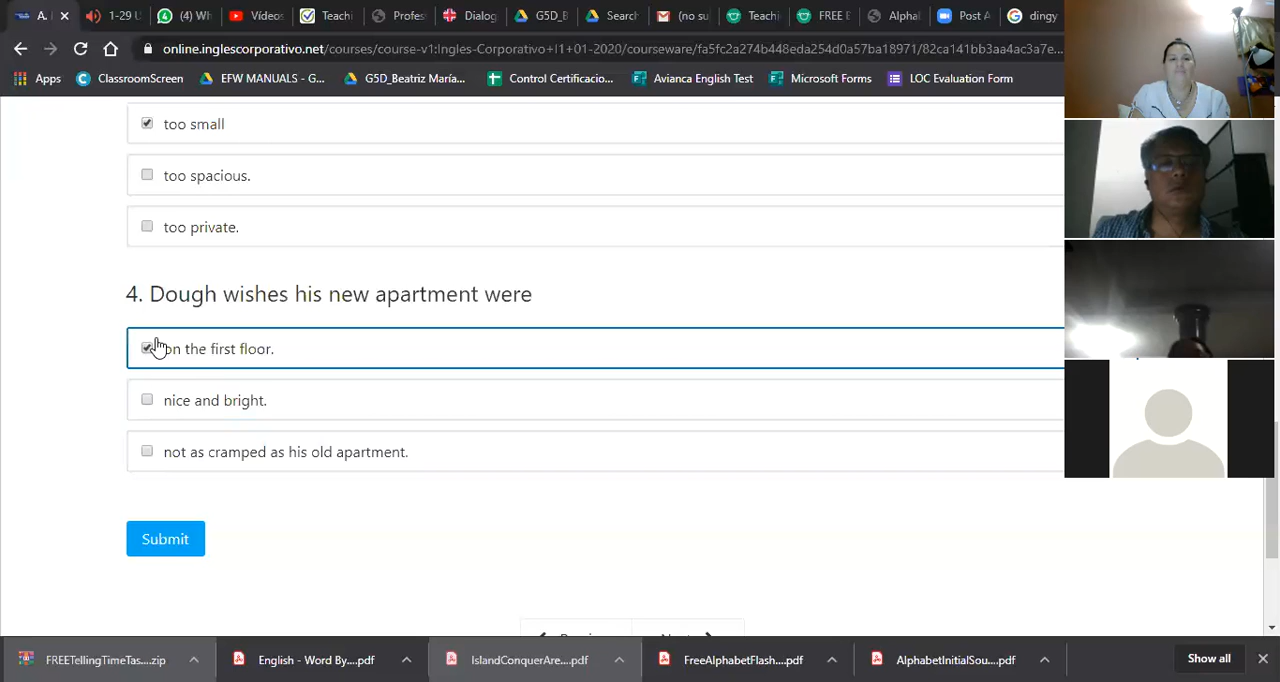 A.
1-29 U
(4) Wh
Vídeos
Teachi
Profes
Dialog
G5D_B
Search
(no su
Teachi
FREE E
Alphal
Post A
dingy
online.inglescorporativo.net/courses/course-v1:Ingles-Corporativo+I1+01-2020/courseware/fa5fc2a274b448eda254d0a57ba18971/82ca141bb3aa4ac3a7e...
Apps
ClassroomScreen
EFW MANUALS - G...
G5D_Beatriz María...
Control Certificacio...
Avianca English Test
Microsoft Forms
LOC Evaluation Form
too small
too spacious.
too private.
4. Dough wishes his new apartment were
on the first floor.
nice and bright.
not as cramped as his old apartment.
Submit
FREETellingTimeTas....zip
English - Word By....pdf
IslandConquerAre....pdf
FreeAlphabetFlash....pdf
AlphabetInitialSou....pdf
Show all